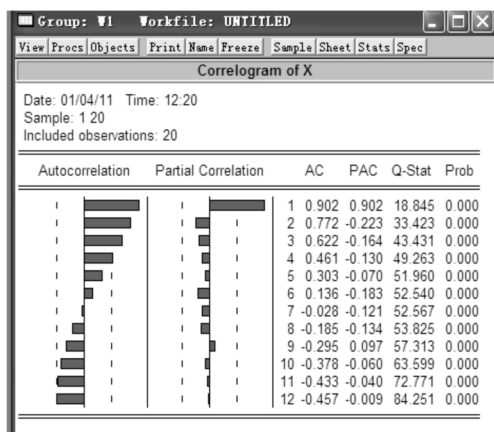 Group: W1 Workfile: UNTITLED
View Procs Objects Print Name Freeze Sample Sheet Stats Spec
Correlogram of X
Date: 01/04/11 Time: 12:20
Sample: 1 20
Included observations: 20
Autocorrelation Partial Correlation AC PAC Q-Stat Prob
1 0.902 0.902 18.845 0.000
2 0.772 -0.223 33.423 0.000
3 0.622 -0.164 43.431 0.000
4 0.461 -0.130 49.263 0.000
5 0.303 -0.070 51.960 0.000
6 0.136 -0.183 52.540 0.000
7 -0.028 -0.121 52.567 0.000
8 -0.185 -0.134 53.825 0.000
9 -0.295 0.097 57.313 0.000
10 -0.378 -0.060 63.599 0.000
11 -0.433 -0.040 72.771 0.000
12 -0.457 -0.009 84.251 0.000